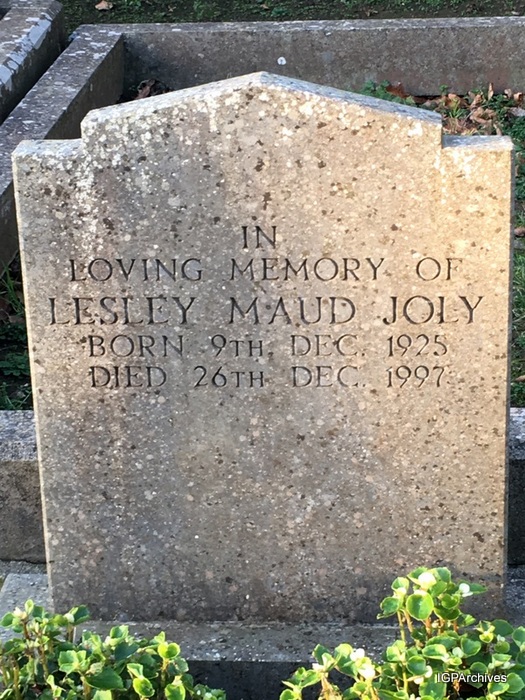 IN
LOVING MEMORY OF
LESLEY MAUD JOLY
BORN 9TH DEC. 1925
DIED 26TH DEC. 1997
IGPArchives